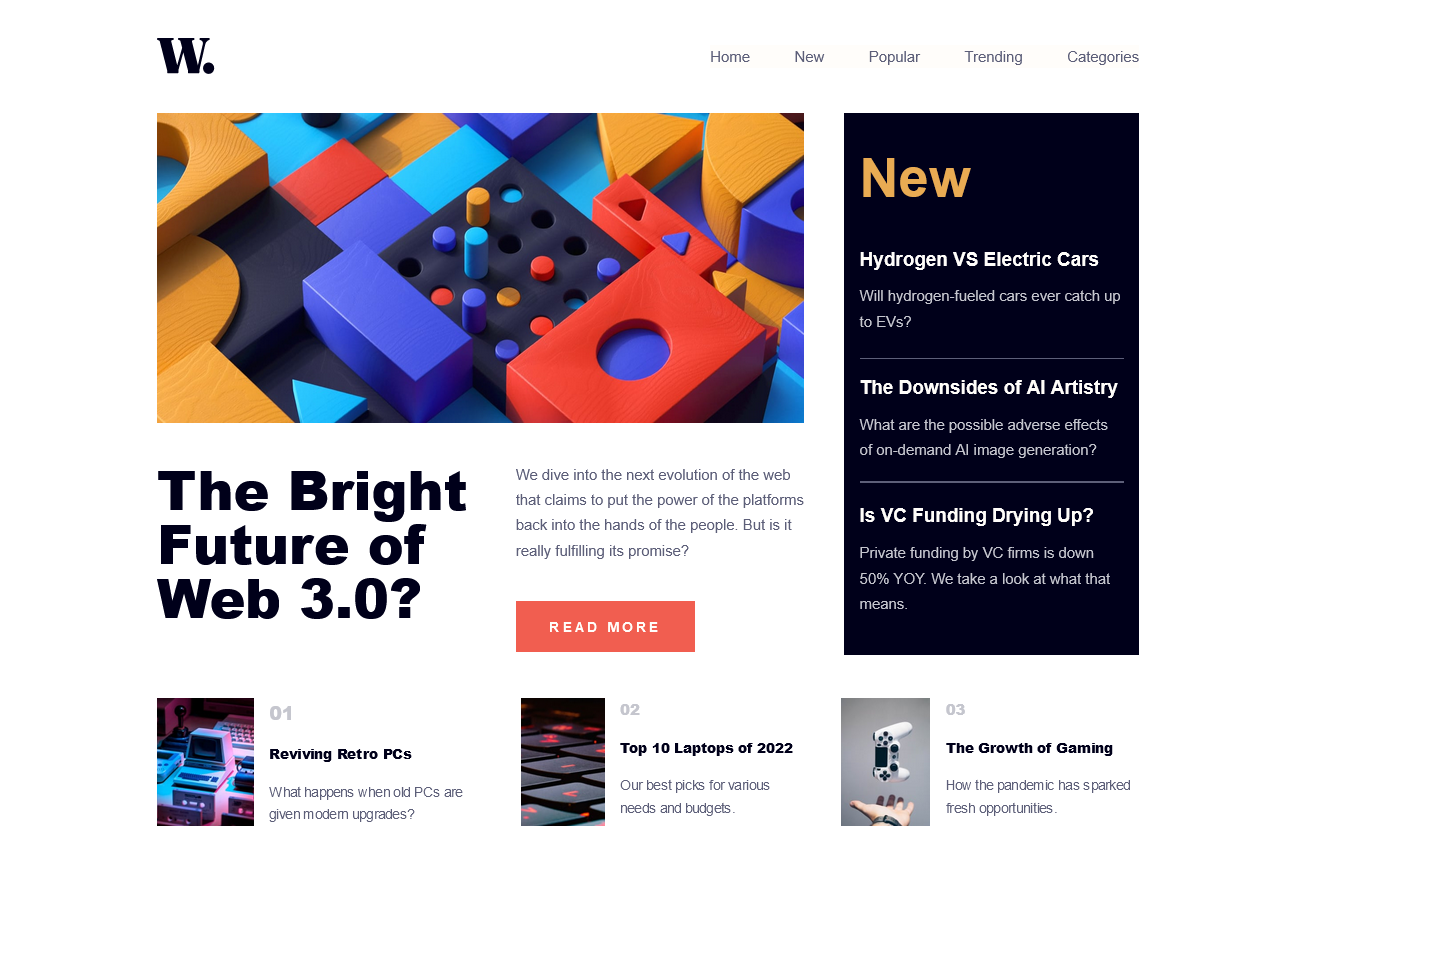 W.
Home New Popular Trending Categories
The Bright
Future of
Web 3.0?
We dive into the next evolution of the web
that claims to put the power of the platforms
back into the hands of the people. But is it
really fulfilling its promise?
READ MORE
New
Hydrogen VS Electric Cars
Will hydrogen-fueled cars ever catch up
to EVs?
The Downsides of AI Artistry
What are the possible adverse effects
of on-demand AI image generation?
Is VC Funding Drying Up?
Private funding by VC firms is down
50% YOY. We take a look at what that
means.
01
Reviving Retro PCs
What happens when old PCs are
given modern upgrades?
02
Top 10 Laptops of 2022
Our best picks for various
needs and budgets.
03
The Growth of Gaming
How the pandemic has sparked
fresh opportunities.